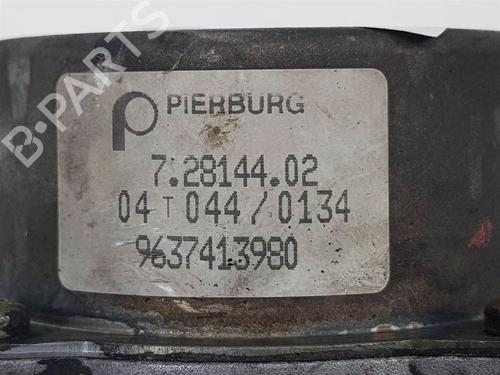 PIERBURG
7.28144.02
04 T 044 / 0134
9637413980
B-PARTS